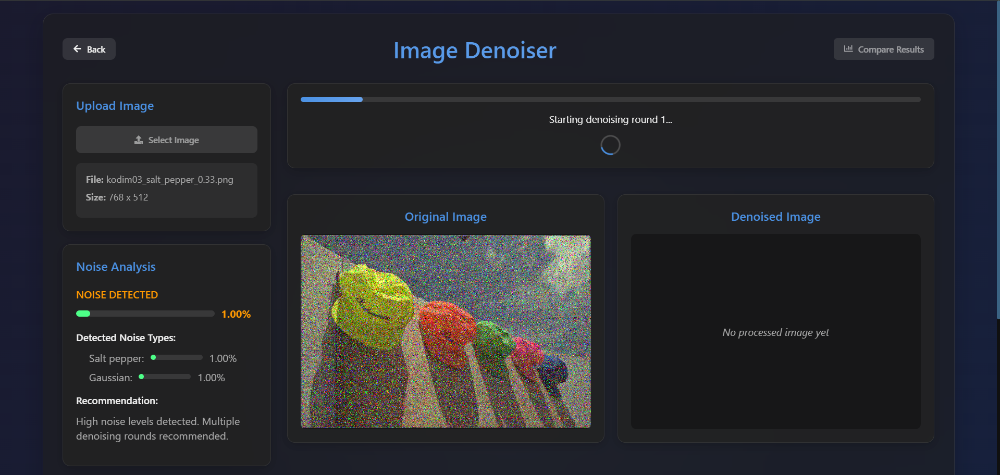 Back
Image Denoiser
Compare Results
Upload Image
Select Image
File: kodim03_salt_pepper_0.33.png
Size: 768 x 512
Noise Analysis
NOISE DETECTED
1.00%
Detected Noise Types:
Salt pepper: 1.00%
Gaussian: 1.00%
Recommendation:
High noise levels detected. Multiple
denoising rounds recommended.
Starting denoising round 1...
Original Image
Denoised Image
No processed image yet